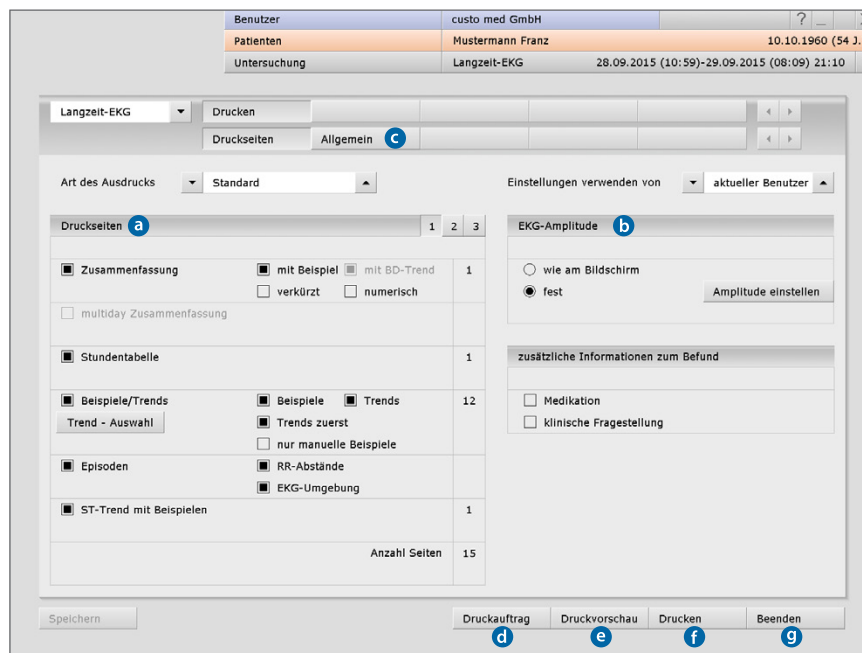 Benutzer custo med GmbH ? _
Patienten Mustermann Franz 10.10.1960 (54 J.
Untersuchung Langzeit-EKG 28.09.2015 (10:59)-29.09.2015 (08:09) 21:10
Langzeit-EKG Drucken
Druckseiten Allgemein c
Art des Ausdrucks Standard Einstellungen verwenden von aktueller Benutzer
Druckseiten a 1 2 3 EKG-Amplitude b
Zusammenfassung mit Beispiel mit BD-Trend 1 wie am Bildschirm
verkürzt numerisch fest Amplitude einstellen
multiday Zusammenfassung
Stundentabelle 1 zusätzliche Informationen zum Befund
Beispiele/Trends Beispiele Trends 12 Medikation
Trend - Auswahl Trends zuerst klinische Fragestellung
nur manuelle Beispiele
Episoden RR-Abstände
EKG-Umgebung
ST-Trend mit Beispielen 1
Anzahl Seiten 15
Speichern Druckauftrag Druckvorschau Drucken Beenden
d e f g